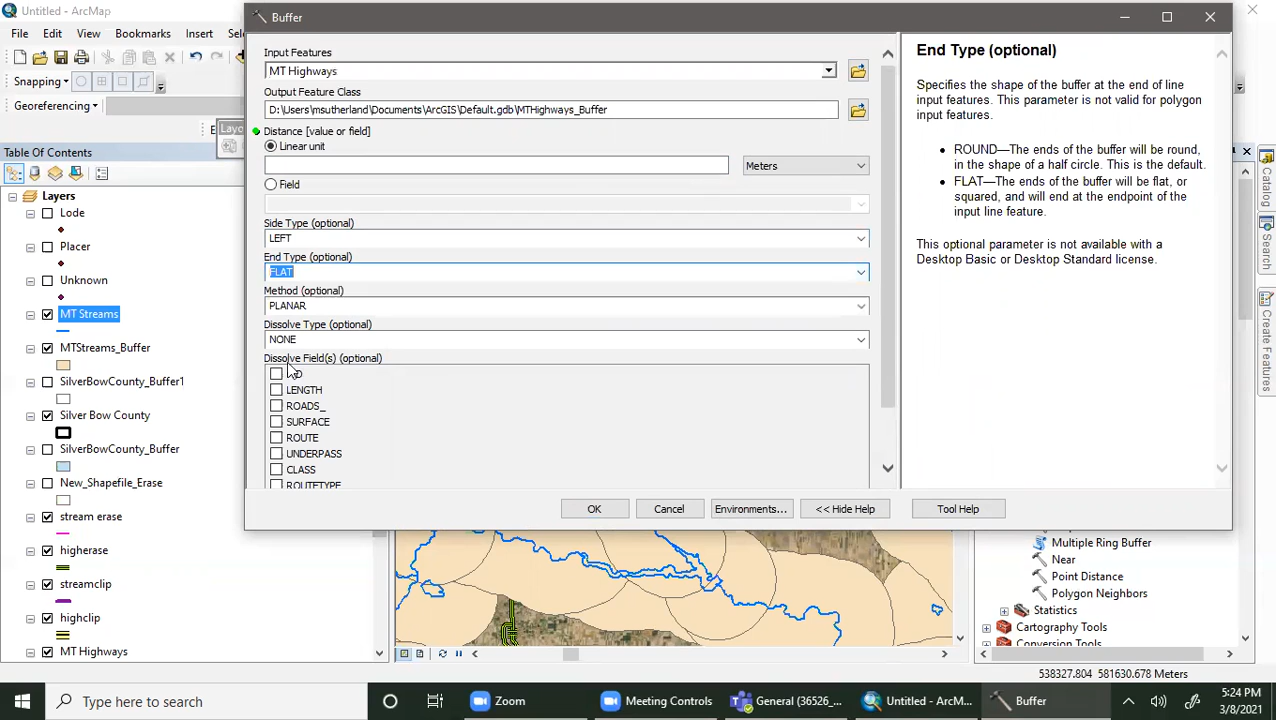 Untitled - ArcMap
File Edit View Bookmarks Insert
Snapping
Georeferencing
Table Of Contents
Layers
Lode
Placer
Unknown
MT Streams
MTStreams_Buffer
SilverBowCounty_Buffer1
Silver Bow County
SilverBowCounty_Buffer
New_Shapefile_Erase
stream erase
higherase
streamclip
highclip
MT Highways
Buffer
Input Features
MT Highways
Output Feature Class
D:\Users\msutherland\Documents\ArcGIS\Default.gdb\MTHighways_Buffer
Distance [value or field]
Linear unit
Meters
Field
Side Type (optional)
LEFT
End Type (optional)
FLAT
Method (optional)
PLANAR
Dissolve Type (optional)
NONE
Dissolve Field(s) (optional)
LENGTH
ROADS_
SURFACE
ROUTE
UNDERPASS
CLASS
ROUTETYPE
OK Cancel Environments... << Hide Help Tool Help
End Type (optional)
Specifies the shape of the buffer at the end of line
input features. This parameter is not valid for polygon
input features.
• ROUND—The ends of the buffer will be round,
in the shape of a half circle. This is the default.
• FLAT—The ends of the buffer will be flat, or
squared, and will end at the endpoint of the
input line feature.
This optional parameter is not available with a
Desktop Basic or Desktop Standard license.
Catalog
Search
Create Features
Multiple Ring Buffer
Near
Point Distance
Polygon Neighbors
Statistics
Cartography Tools
Conversion Tools
538327.804 581630.678 Meters
Type here to search
Zoom
Meeting Controls
General (36526_...
Untitled - ArcM...
Buffer
5:24 PM
3/8/2021